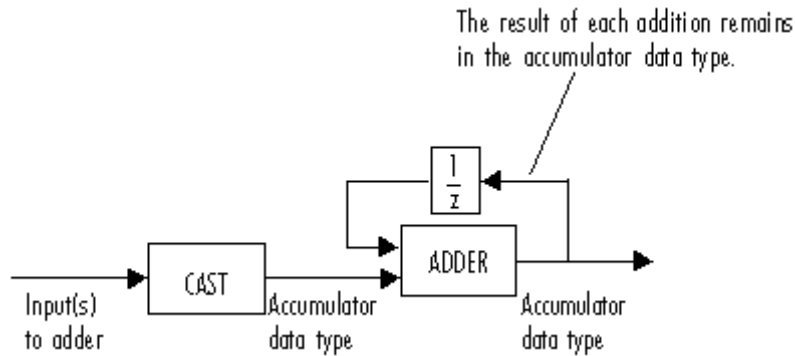 The result of each addition remains
in the accumulator data type.
1
z
ADDER
CAST
Input(s)
to adder
Accumulator
data type
Accumulator
data type